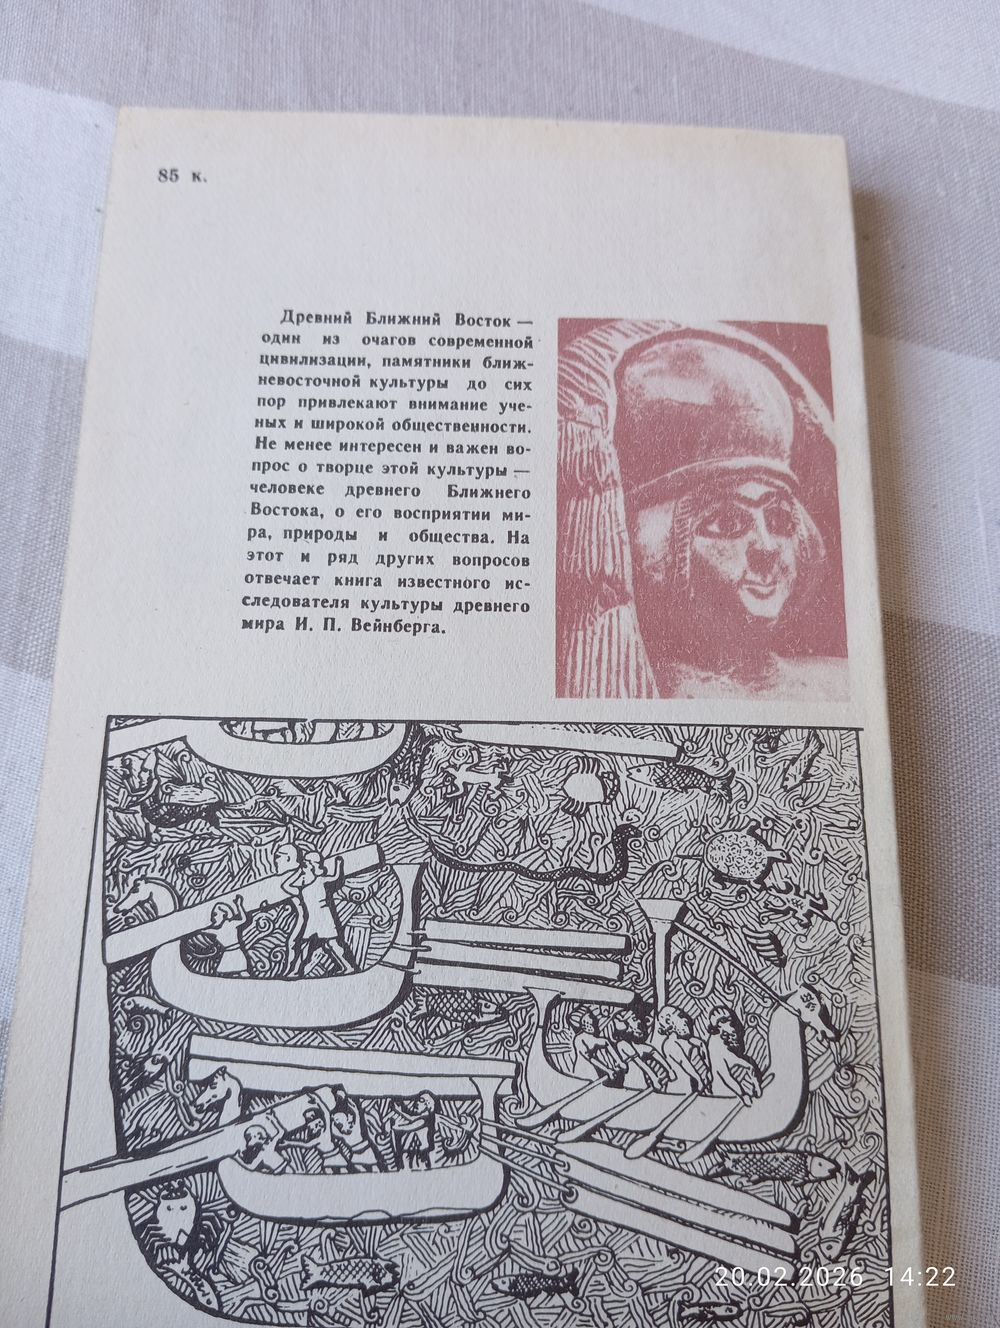 85 к.
Древний Ближний Восток —
один из очагов современной
цивилизации, памятники ближ-
невосточной культуры до сих
пор привлекают внимание уче-
ных и широкой общественности.
Не менее интересен и важен во-
прос о творце этой культуры —
человеке древнего Ближнего
Востока, о его восприятии ми-
ра, природы и общества. На
этот и ряд других вопросов
отвечает книга известного ис-
следователя культуры древнего
мира И. П. Вейнберга.
20.02.2026 14:22